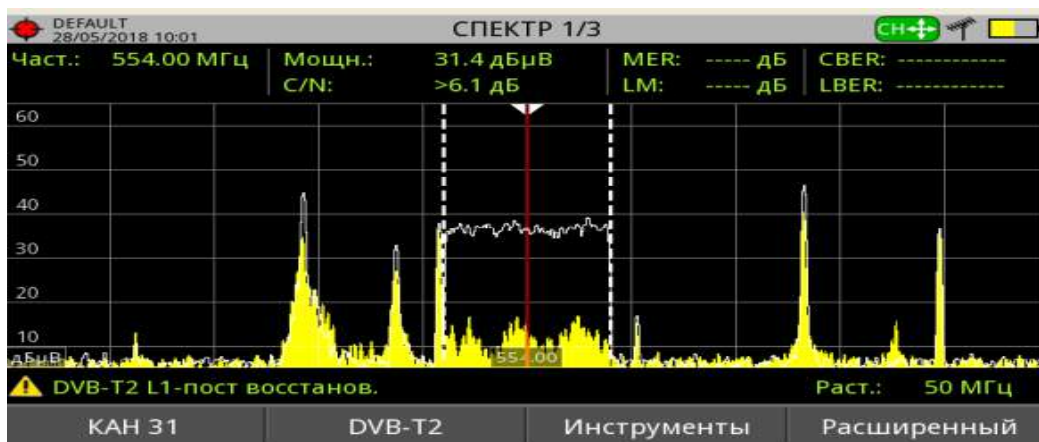 DEFAULT
28/05/2018 10:01
СПЕКТР 1/3
CH
Част.: 554.00 МГц
Мощн.: 31.4 дБµВ
MER: ----- дБ
CBER: ------------
C/N: >6.1 дБ
LM: ----- дБ
LBER: ------------
60
50
40
30
20
10
дБµВ
554.00
DVB-T2 L1-пост восстанов.
Раст.: 50 МГц
КАН 31
DVB-T2
Инструменты
Расширенный